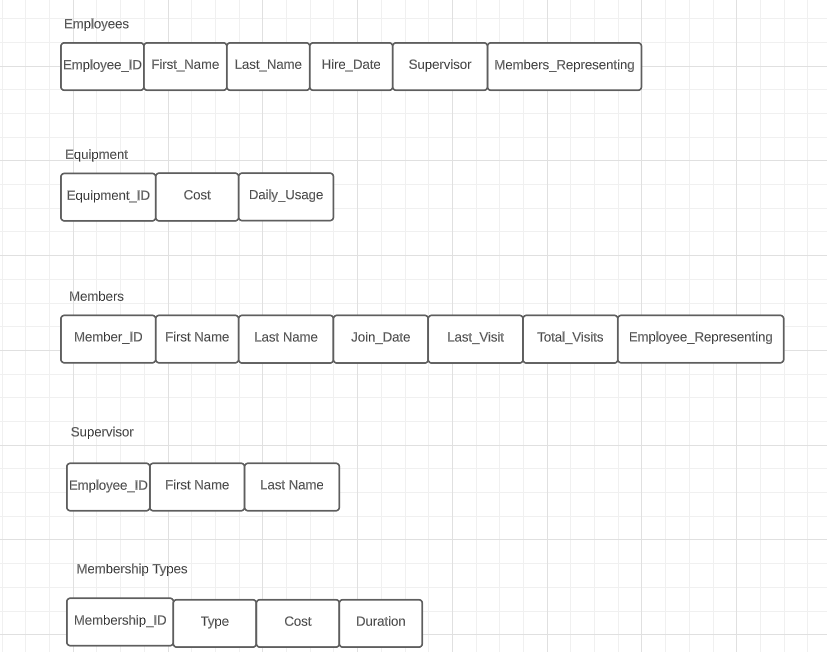 Employees
Employee_ID First_Name Last_Name Hire_Date Supervisor Members_Representing
Equipment
Equipment_ID Cost Daily_Usage
Members
Member_ID First Name Last Name Join_Date Last_Visit Total_Visits Employee_Representing
Supervisor
Employee_ID First Name Last Name
Membership Types
Membership_ID Type Cost Duration